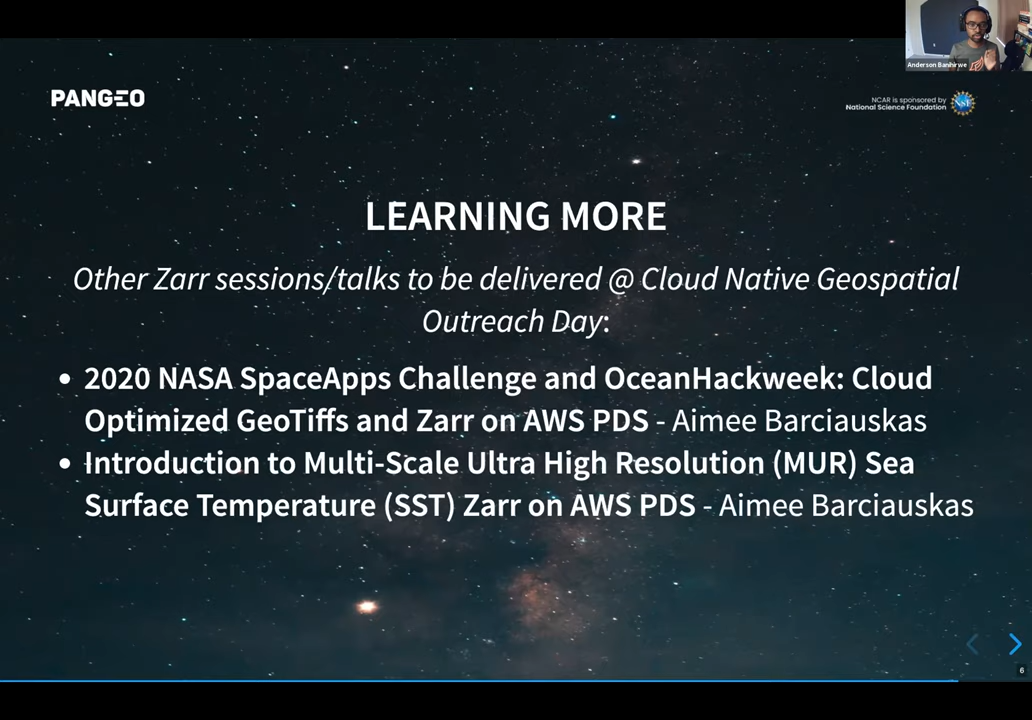 Anderson Banihirwe
PANGEO
NCAR is sponsored by
National Science Foundation
NSF
LEARNING MORE
Other Zarr sessions/talks to be delivered @ Cloud Native Geospatial
Outreach Day:
• 2020 NASA SpaceApps Challenge and OceanHackweek: Cloud
Optimized GeoTiffs and Zarr on AWS PDS - Aimee Barciauskas
• Introduction to Multi-Scale Ultra High Resolution (MUR) Sea
Surface Temperature (SST) Zarr on AWS PDS - Aimee Barciauskas
6